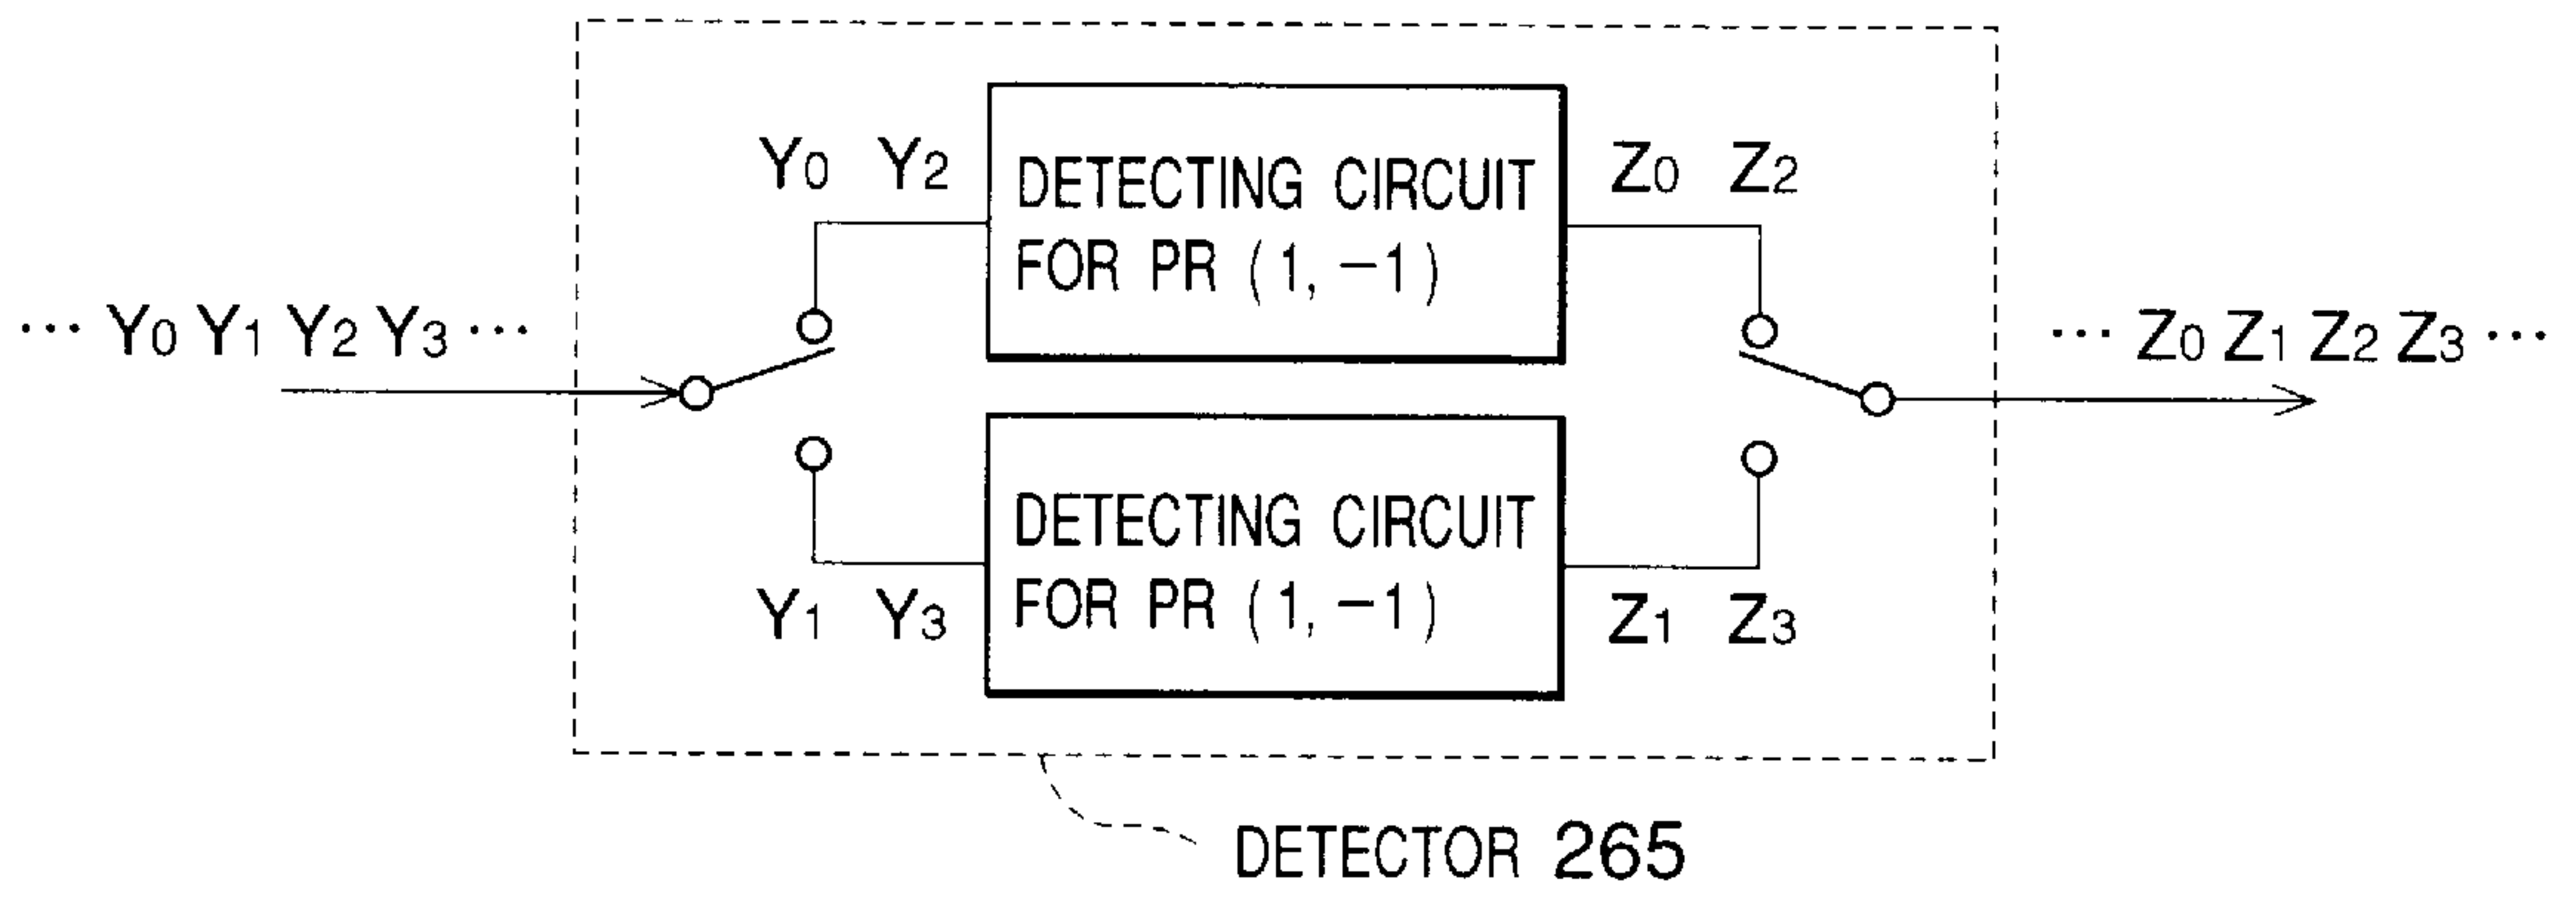 Y0 Y2
DETECTING CIRCUIT
FOR PR (1, −1)
Z0 Z2
··· Y0 Y1 Y2 Y3 ···
··· Z0 Z1 Z2 Z3 ···
DETECTING CIRCUIT
FOR PR (1, −1)
Y1 Y3
Z1 Z3
DETECTOR 265